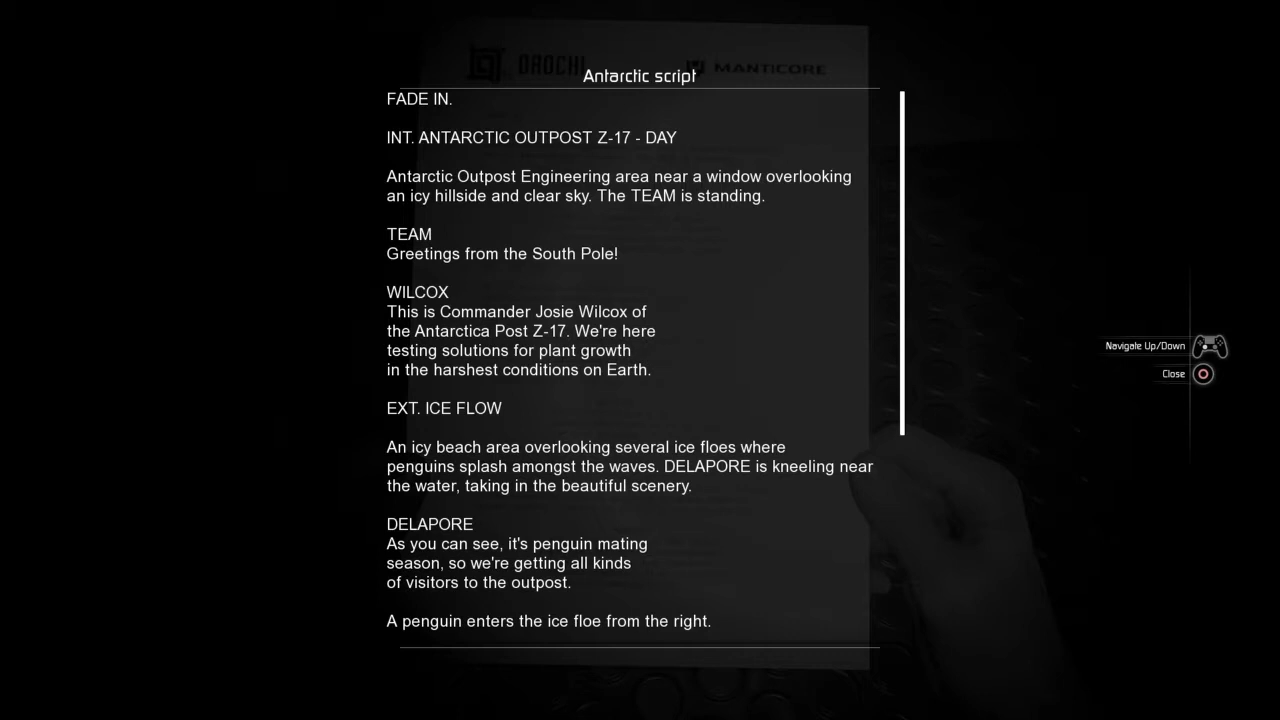 OROCHI
MANTICORE
Antarctic script
FADE IN.
INT. ANTARCTIC OUTPOST Z-17 - DAY
Antarctic Outpost Engineering area near a window overlooking
an icy hillside and clear sky. The TEAM is standing.
TEAM
Greetings from the South Pole!
WILCOX
This is Commander Josie Wilcox of
the Antarctica Post Z-17. We're here
testing solutions for plant growth
in the harshest conditions on Earth.
EXT. ICE FLOW
An icy beach area overlooking several ice floes where
penguins splash amongst the waves. DELAPORE is kneeling near
the water, taking in the beautiful scenery.
DELAPORE
As you can see, it's penguin mating
season, so we're getting all kinds
of visitors to the outpost.
A penguin enters the ice floe from the right.
Navigate Up/Down
Close